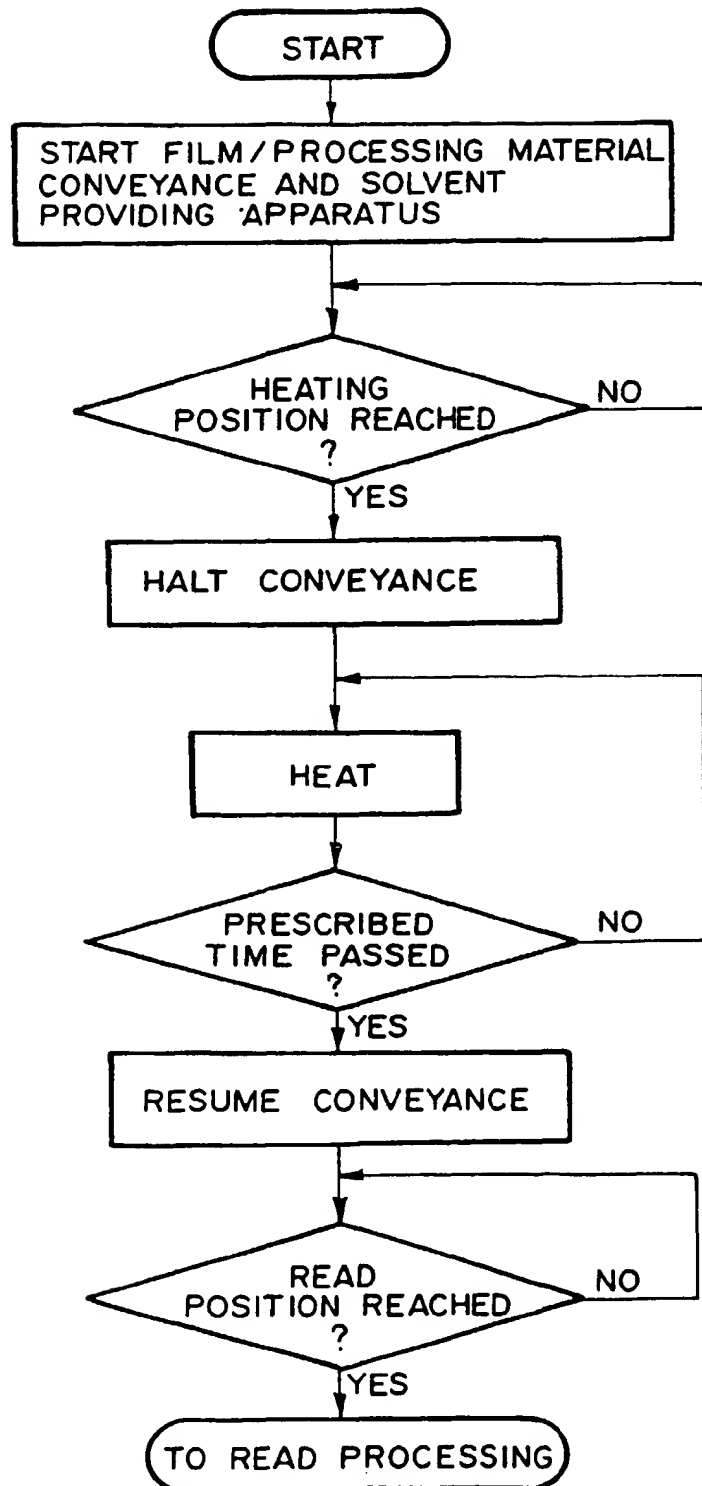 START
START FILM/PROCESSING MATERIAL
CONVEYANCE AND SOLVENT
PROVIDING APPARATUS
HEATING
POSITION REACHED
?
NO
YES
HALT CONVEYANCE
HEAT
PRESCRIBED
TIME PASSED
?
NO
YES
RESUME CONVEYANCE
READ
POSITION REACHED
?
NO
YES
TO READ PROCESSING